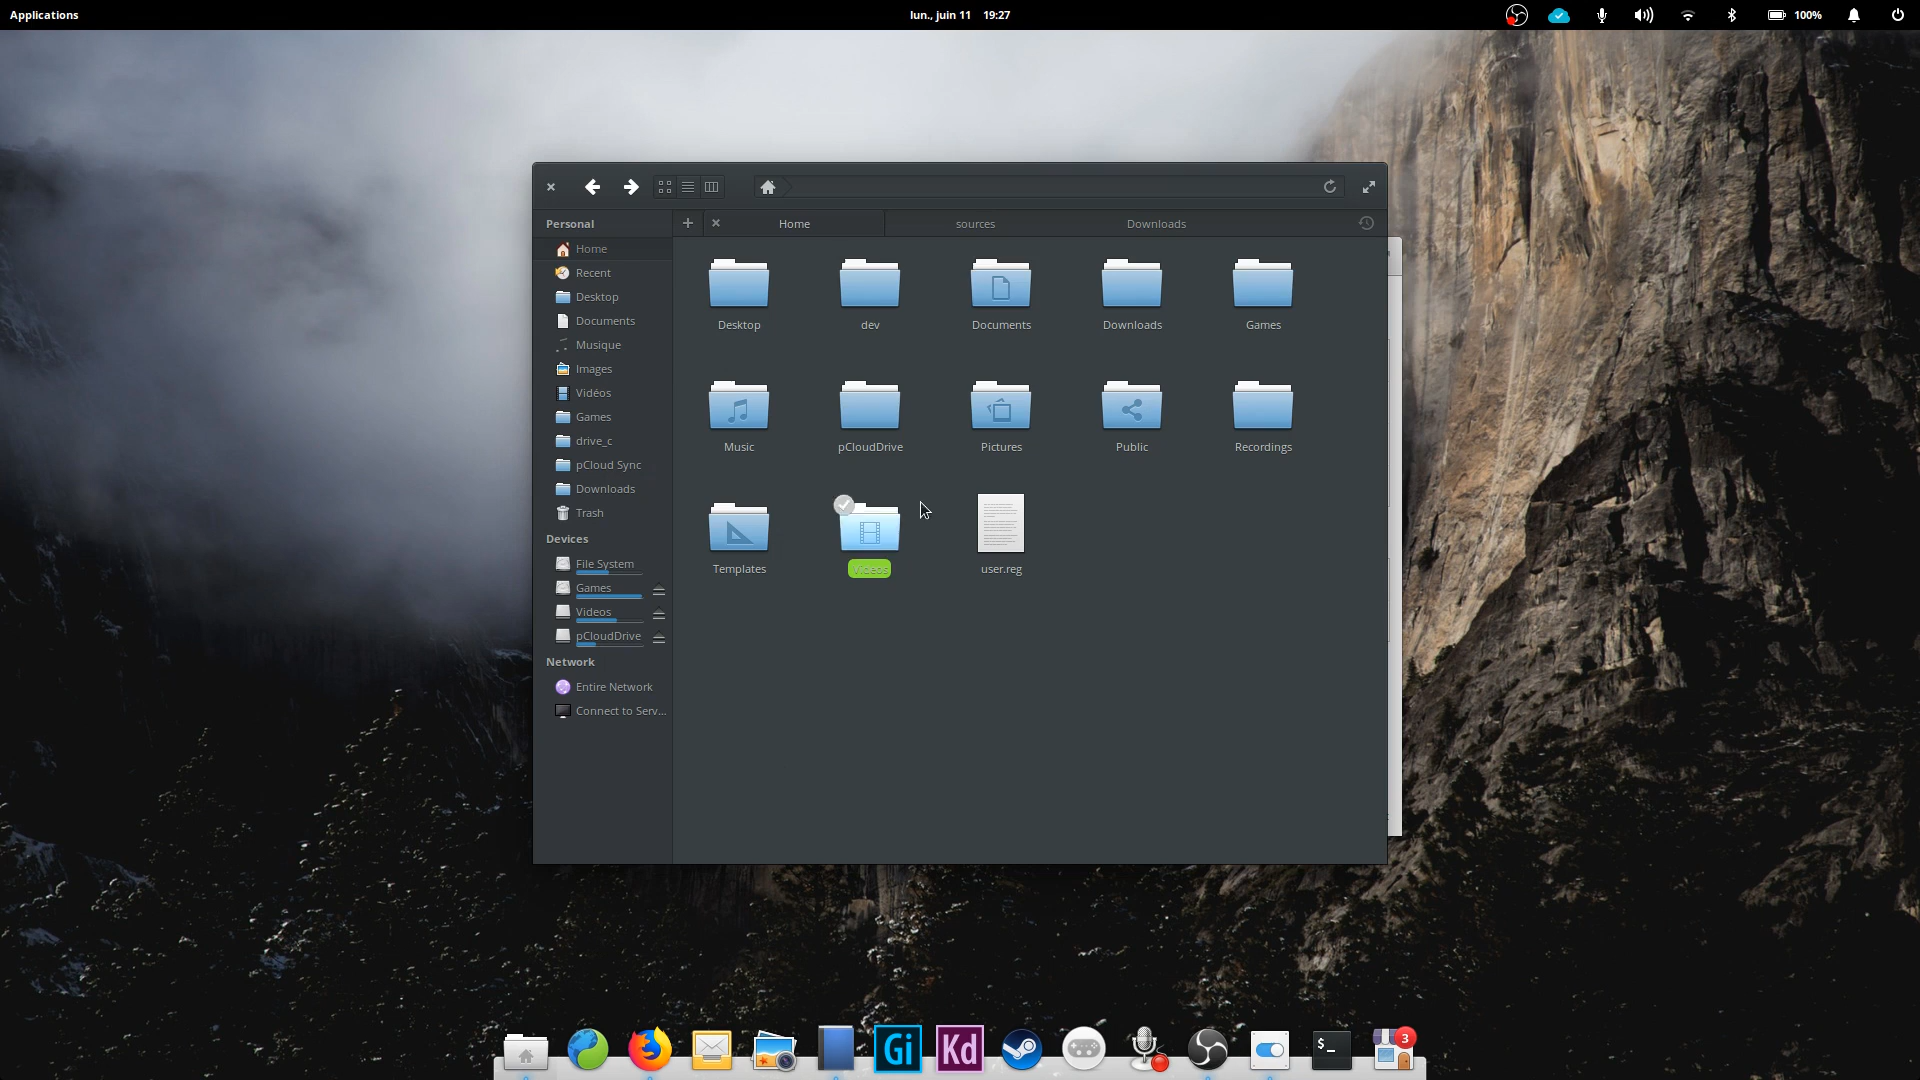 Applications
lun., juin 11 19:27
100%
Personal
Home
sources
Downloads
Home
Recent
Desktop
Documents
Musique
Images
Vidéos
Games
drive_c
pCloud Sync
Downloads
Trash
Devices
File System
Games
Videos
pCloudDrive
Network
Entire Network
Connect to Serv...
Desktop
dev
Documents
Downloads
Games
Music
pCloudDrive
Pictures
Public
Recordings
Templates
Videos
user.reg
Gi
Kd
$_
3